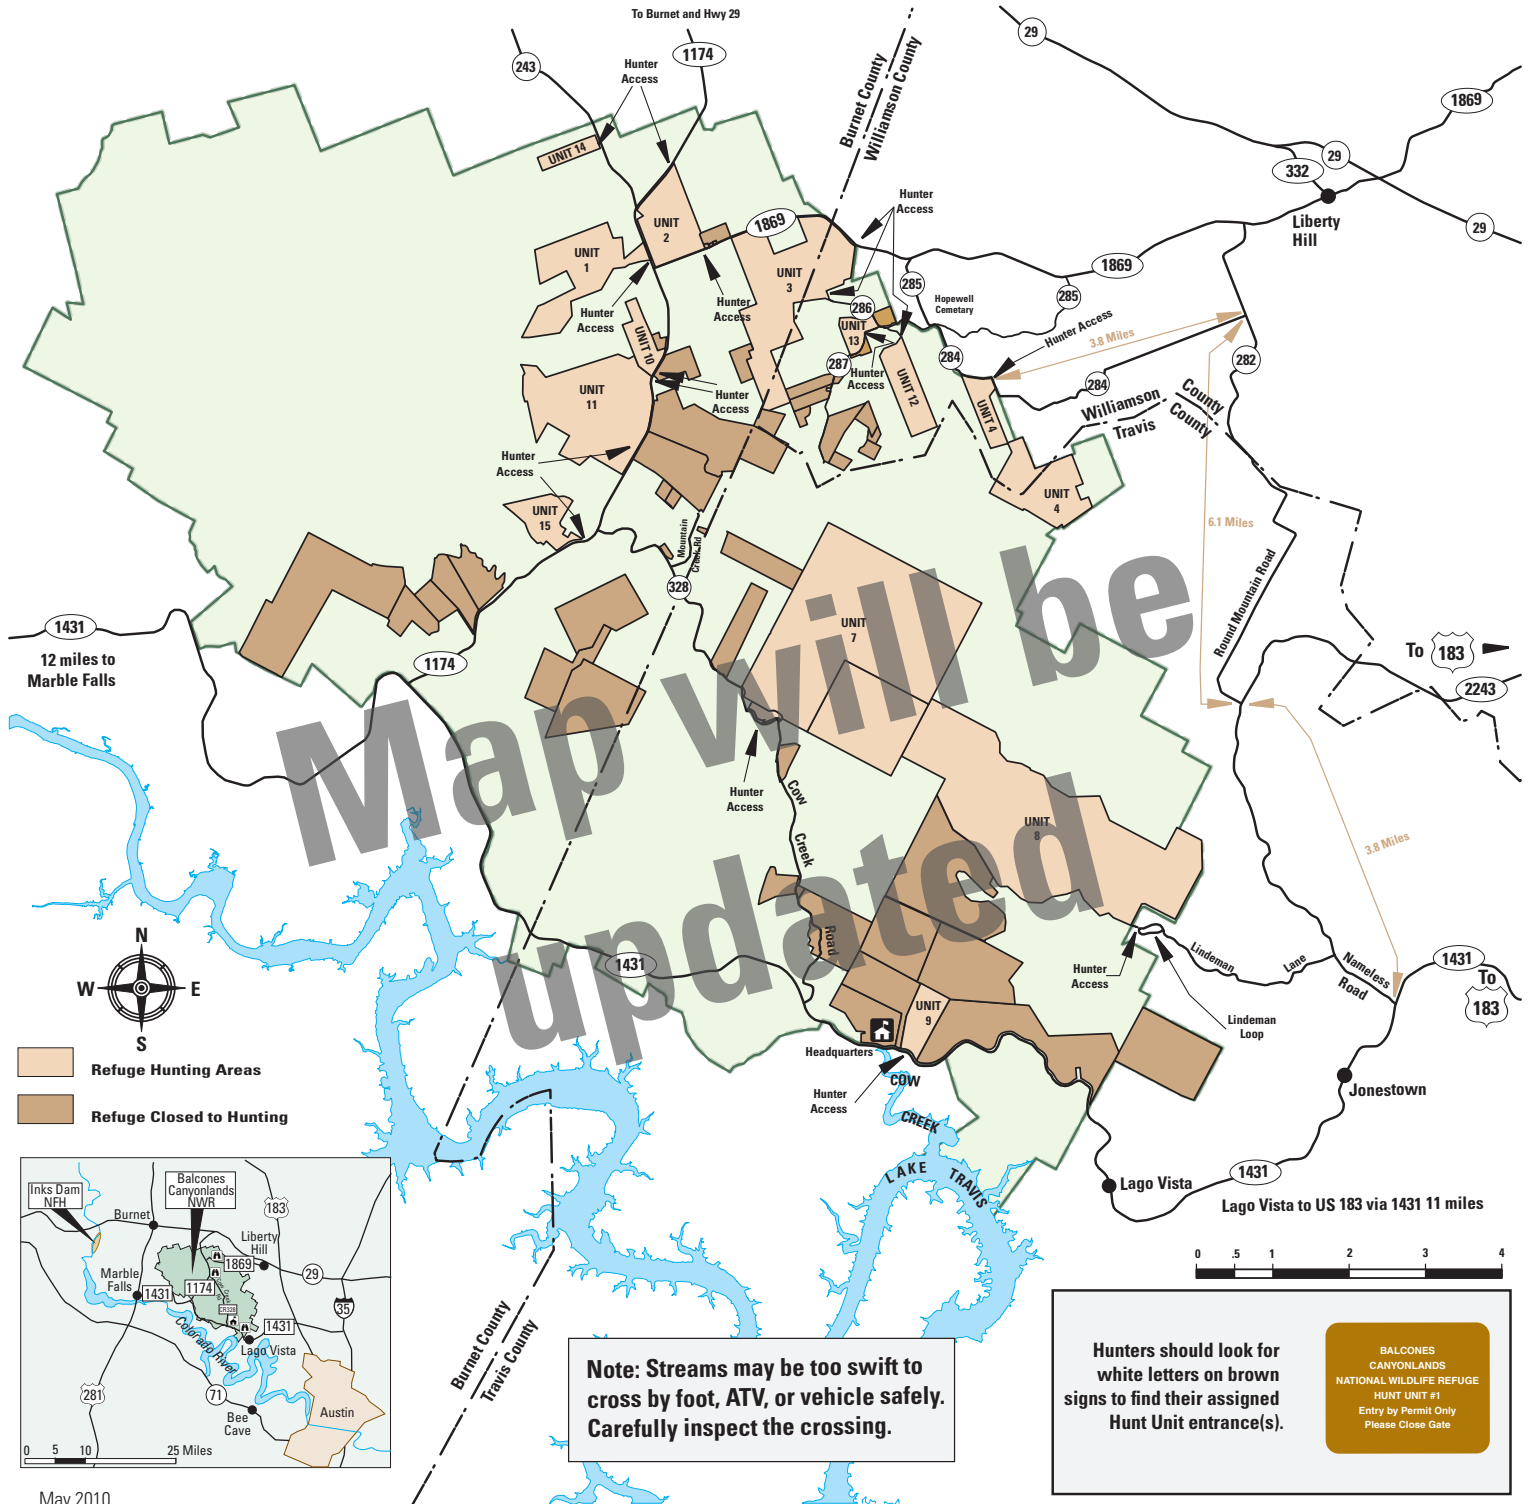 To Burnet and Hwy 29
243
1174
Hunter
Access
Burnet County
Williamson County
29
1869
332
29
Liberty
Hill
29
UNIT 14
UNIT
2
1869
Hunter
Access
UNIT
1
UNIT
3
1869
285
285
Hopewell
Cemetary
286
Hunter
Access
Hunter
Access
UNIT 10
UNIT
13
287
Hunter
Access
284
Hunter Access
3.8 Miles
282
UNIT 12
284
UNIT
11
Hunter
Access
UNIT 4
Williamson
County
Travis
County
Hunter
Access
UNIT
15
UNIT
4
6.1 Miles
Mountain
Creek Rd
328
Round Mountain Road
1431
12 miles to
Marble Falls
1174
UNIT
7
To
183
2243
Map will be
updated
Hunter
Access
Cow
Creek
Road
UNIT
8
3.8 Miles
1431
Hunter
Access
Lindeman
Lane
Nameless
Road
1431
To
183
Lindeman
Loop
UNIT
9
Headquarters
Hunter
Access
COW
CREEK
Jonestown
N
W
E
S
Refuge Hunting Areas
Refuge Closed to Hunting
LAKE
TRAVIS
Lago Vista
1431
Lago Vista to US 183 via 1431 11 miles
0 .5 1 2 3 4
Inks Dam
NFH
Balcones
Canyonlands
NWR
Burnet
183
Liberty
Hill
1869
29
Marble
Falls
1431
1174
CR328
35
1431
Colorado River
Lago Vista
281
71
Bee
Cave
Austin
0 5 10 25 Miles
Burnet County
Travis County
Note: Streams may be too swift to
cross by foot, ATV, or vehicle safely.
Carefully inspect the crossing.
Hunters should look for
white letters on brown
signs to find their assigned
Hunt Unit entrance(s).
BALCONES
CANYONLANDS
NATIONAL WILDLIFE REFUGE
HUNT UNIT #1
Entry by Permit Only
Please Close Gate
May 2010